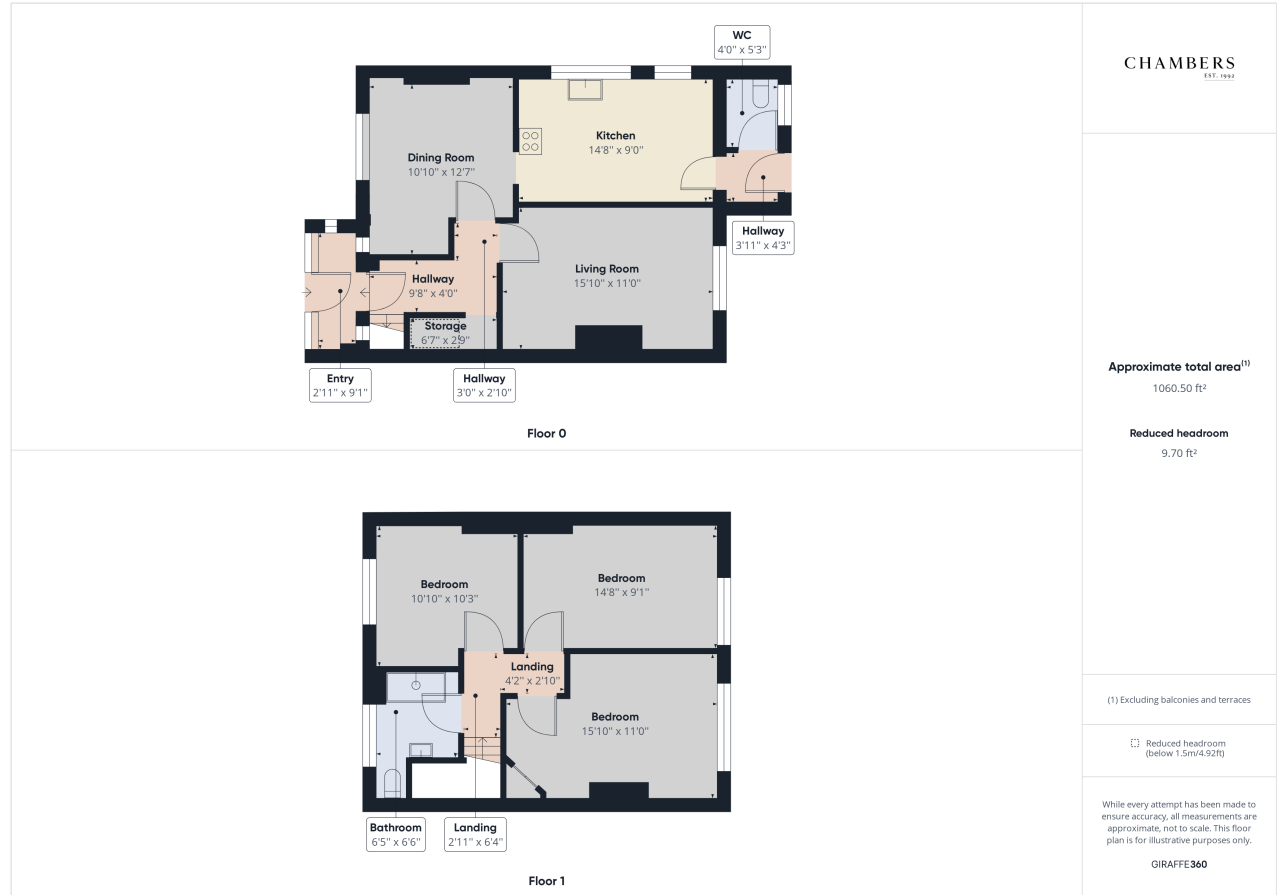 WC
4'0" x 5'3"
Kitchen
14'8" x 9'0"
Dining Room
10'10" x 12'7"
Hallway
3'11" x 4'3"
Living Room
15'10" x 11'0"
Hallway
9'8" x 4'0"
Storage
6'7" x 2'9"
Entry
2'11" x 9'1"
Hallway
3'0" x 2'10"
Floor 0
Bedroom
10'10" x 10'3"
Bedroom
14'8" x 9'1"
Landing
4'2" x 2'10"
Bedroom
15'10" x 11'0"
Bathroom
6'5" x 6'6"
Landing
2'11" x 6'4"
Floor 1
CHAMBERS
EST. 1992
Approximate total area(1)
1060.50 ft²
Reduced headroom
9.70 ft²
(1) Excluding balconies and terraces
Reduced headroom
(below 1.5m/4.92ft)
While every attempt has been made to
ensure accuracy, all measurements are
approximate, not to scale. This floor
plan is for illustrative purposes only.
GIRAFFE360